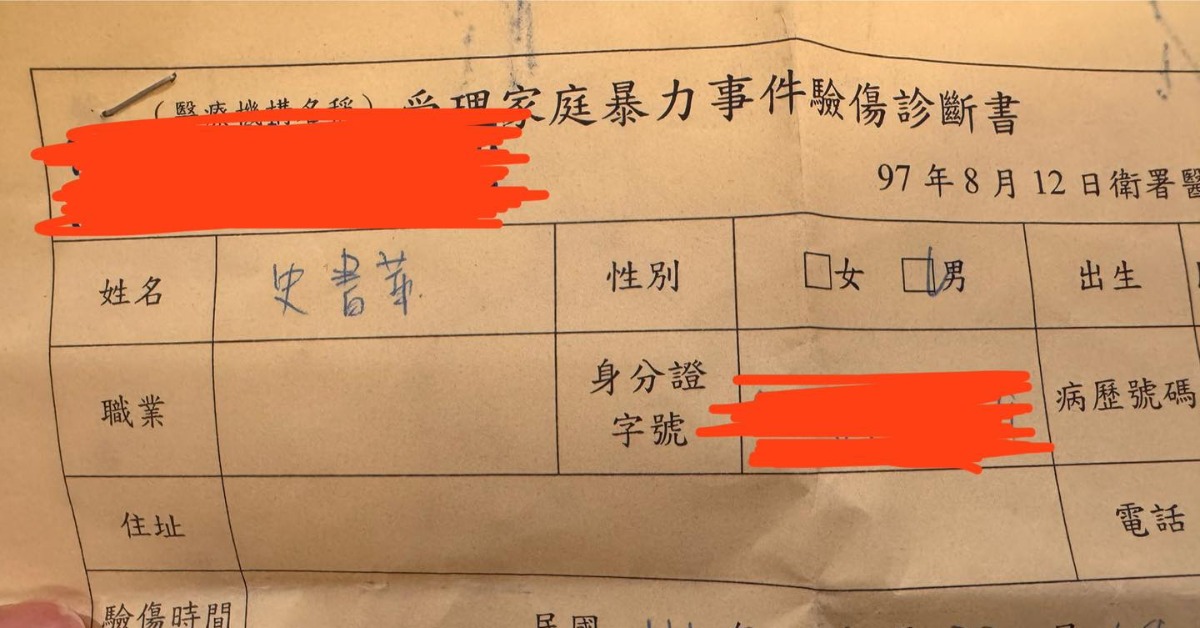 （醫療機構名稱）受理家庭暴力事件驗傷診斷書
97年8月12日衛署醫
姓名 史書華 性別 □女 □男 出生
職業 身分證字號 病歷號碼
住址 電話
驗傷時間 民國